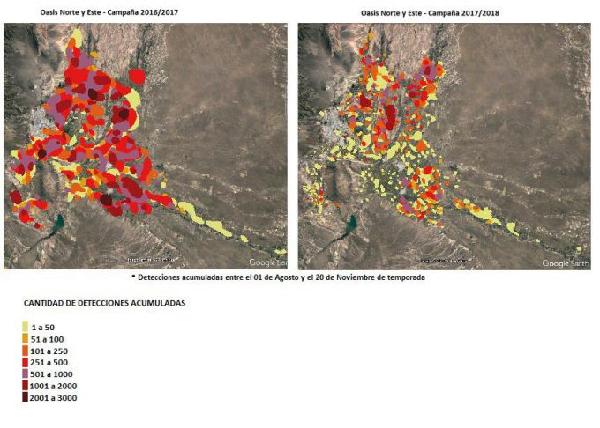 Oasis Norte y Este - Campaña 2016/2017
Oasis Norte y Este - Campaña 2017/2018
Google Earth
Google Earth
* Detecciones acumuladas entre el 01 de Agosto y el 20 de Noviembre de temporada
CANTIDAD DE DETECCIONES ACUMULADAS
1 a 50
51 a 100
101 a 250
251 a 500
501 a 1000
1001 a 2000
2001 a 3000